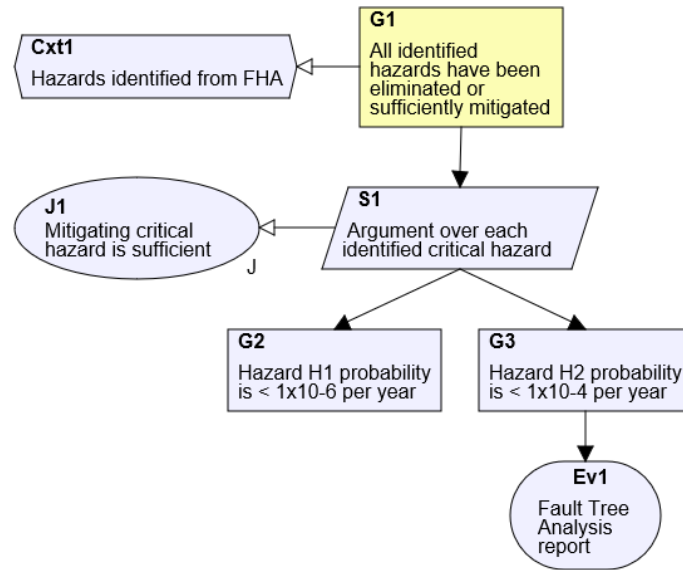 Cxt1
Hazards identified from FHA
G1
All identified
hazards have been
eliminated or
sufficiently mitigated
J1
Mitigating critical
hazard is sufficient
J
S1
Argument over each
identified critical hazard
G2
Hazard H1 probability
is < 1x10-6 per year
G3
Hazard H2 probability
is < 1x10-4 per year
Ev1
Fault Tree
Analysis
report